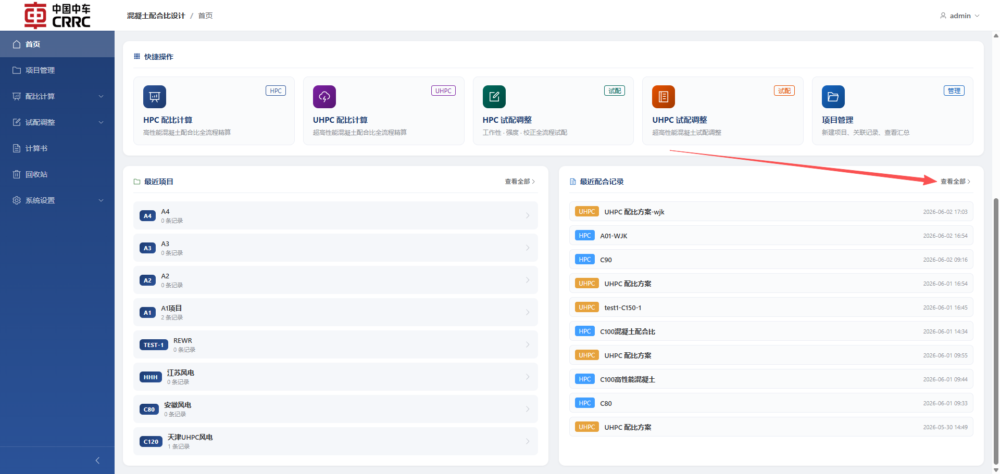 中国中车
CRRC
混凝土配合比设计 / 首页
admin
首页
项目管理
配比计算
试配调整
计算书
回收站
系统设置
快捷操作
HPC
HPC 配比计算
高性能混凝土配合比全流程精算
UHPC
UHPC 配比计算
超高性能混凝土配合比全流程精算
试配
HPC 试配调整
工作性 · 强度 · 校正全流程试配
试配
UHPC 试配调整
超高性能混凝土试配调整
管理
项目管理
新建项目、关联记录、查看汇总
最近项目
查看全部
A4
A4
0 条记录
A3
A3
0 条记录
A2
A2
0 条记录
A1
A1项目
2 条记录
TEST-1
REWR
0 条记录
HHH
江苏风电
0 条记录
C80
安徽风电
0 条记录
C120
天津UHPC风电
1 条记录
最近配合记录
查看全部
UHPC UHPC 配比方案-wjk 2026-06-02 17:03
HPC A01-WJK 2026-06-02 16:54
HPC C90 2026-06-02 09:16
UHPC UHPC 配比方案 2026-06-01 16:54
UHPC test1-C150-1 2026-06-01 16:45
HPC C100混凝土配合比 2026-06-01 14:34
UHPC UHPC 配比方案 2026-06-01 09:55
HPC C100高性能混凝土 2026-06-01 09:44
HPC C80 2026-06-01 09:33
UHPC UHPC 配比方案 2026-05-30 14:49